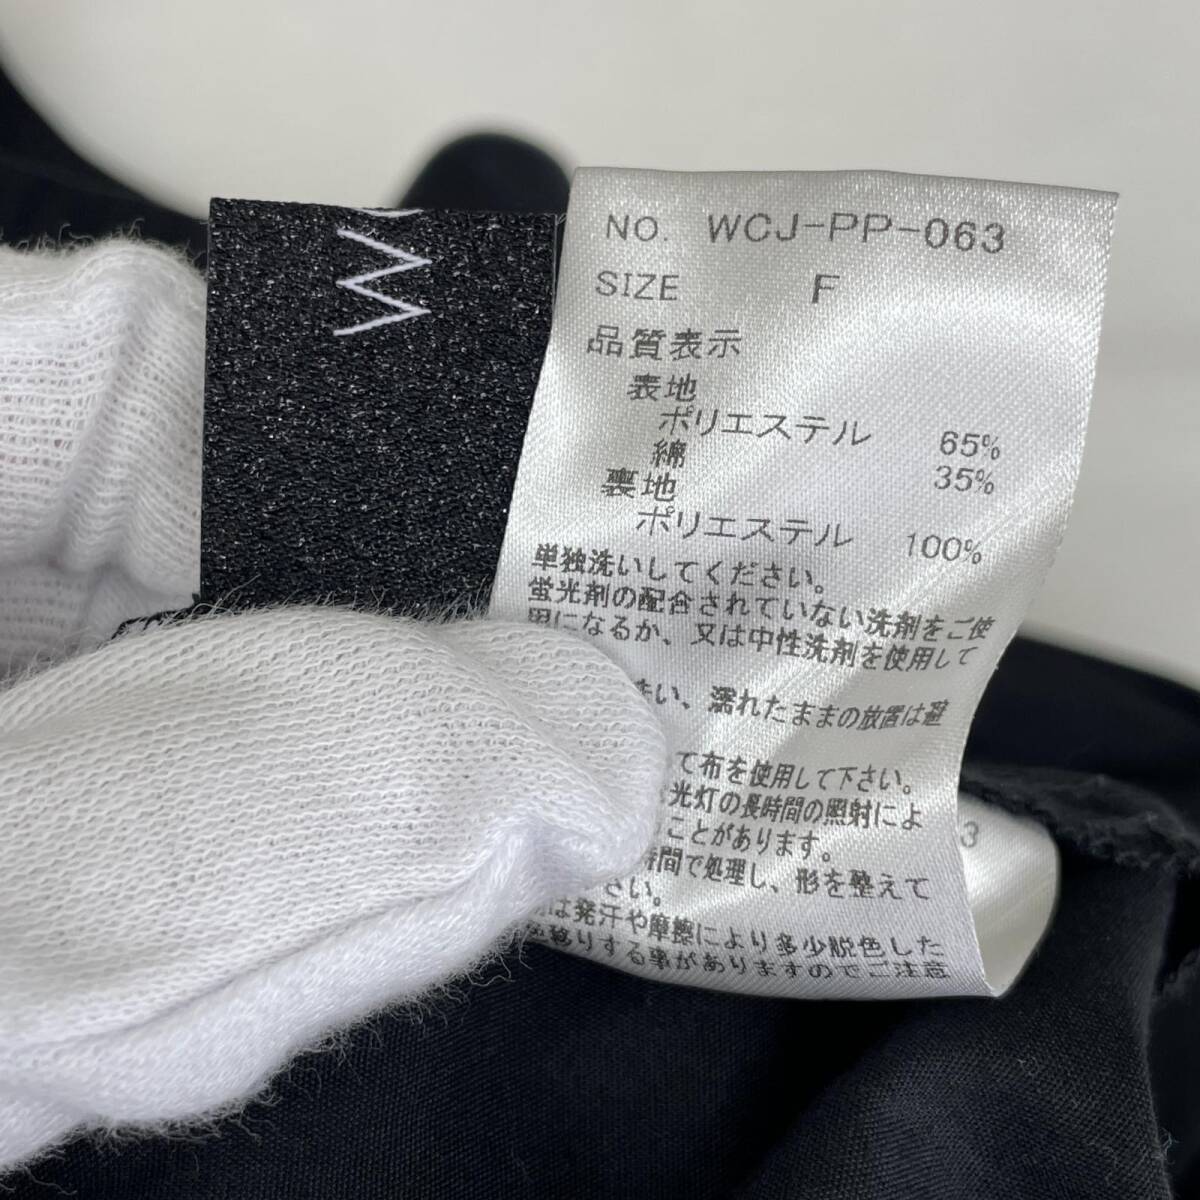 NO. WCJ-PP-063
SIZE F
品質表示
表地
ポリエステル 65%
綿 35%
裏地
ポリエステル 100%
単独洗いしてください。
蛍光剤の配合されていない洗剤をご使
用になるか、又は中性洗剤を使用して
い、濡れたままの放置は避
て布を使用して下さい。
光灯の長時間の照射によ
ことがあります。
時間で処理し、形を整えて
さい。
は発汗や摩擦により多少脱色した
色移りする事がありますのでご注意
3